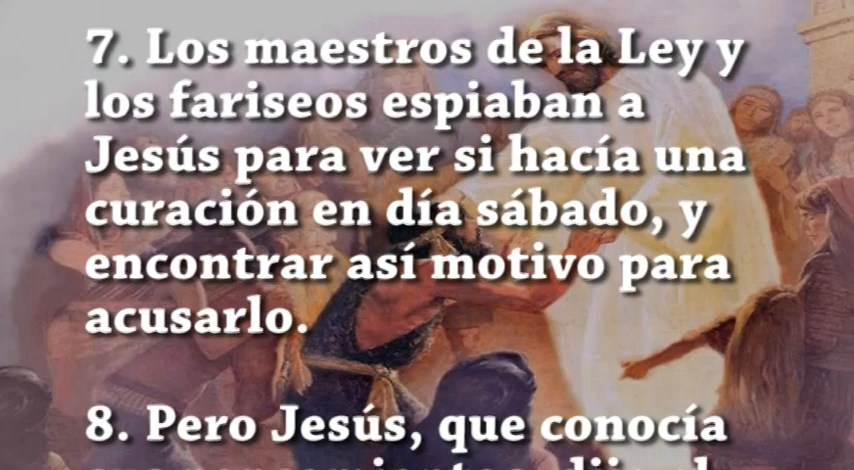 7. Los maestros de la Ley y
los fariseos espiaban a
Jesús para ver si hacía una
curación en día sábado, y
encontrar así motivo para
acusarlo.
8. Pero Jesús, que conocía